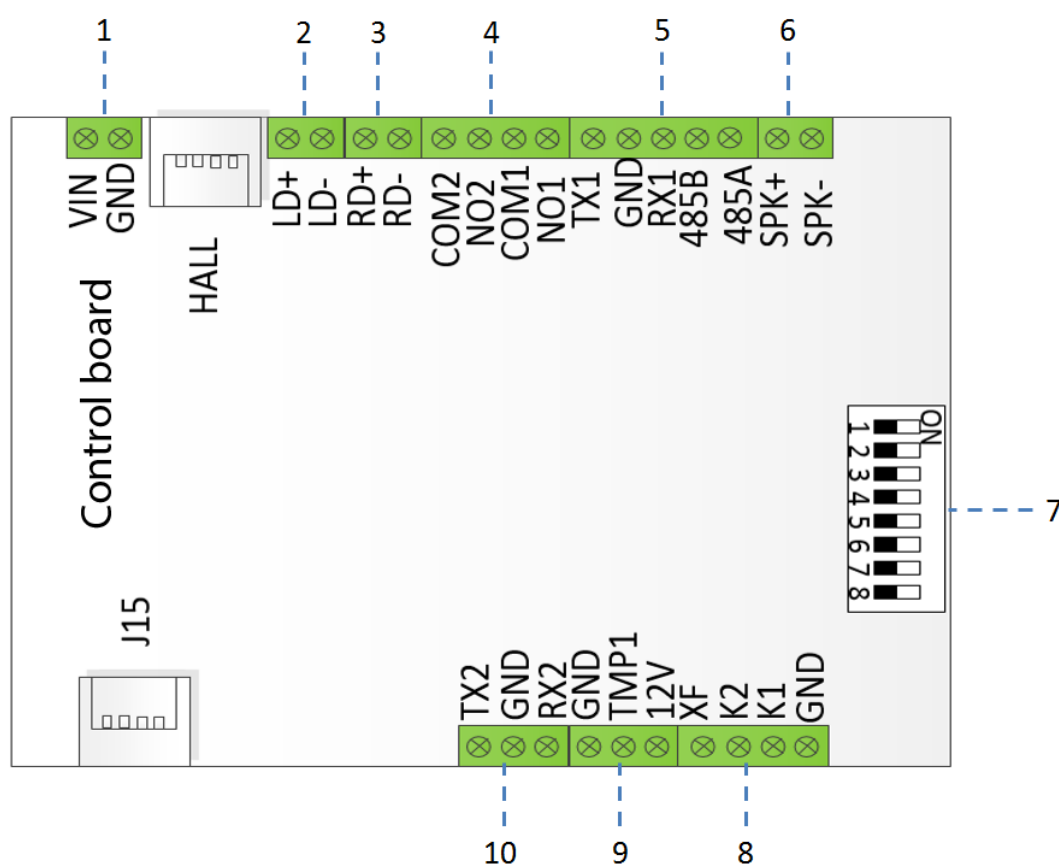 1 2 3 4 5 6
VIN
GND
HALL
LD+
LD-
RD+
RD-
COM2
NO2
COM1
NO1
TX1
GND
RX1
485B
485A
SPK+
SPK-
Control board
ON
1
2
3
4
5
6
7
8
7
J15
TX2
GND
RX2
GND
TMP1
12V
XF
K2
K1
GND
10 9 8